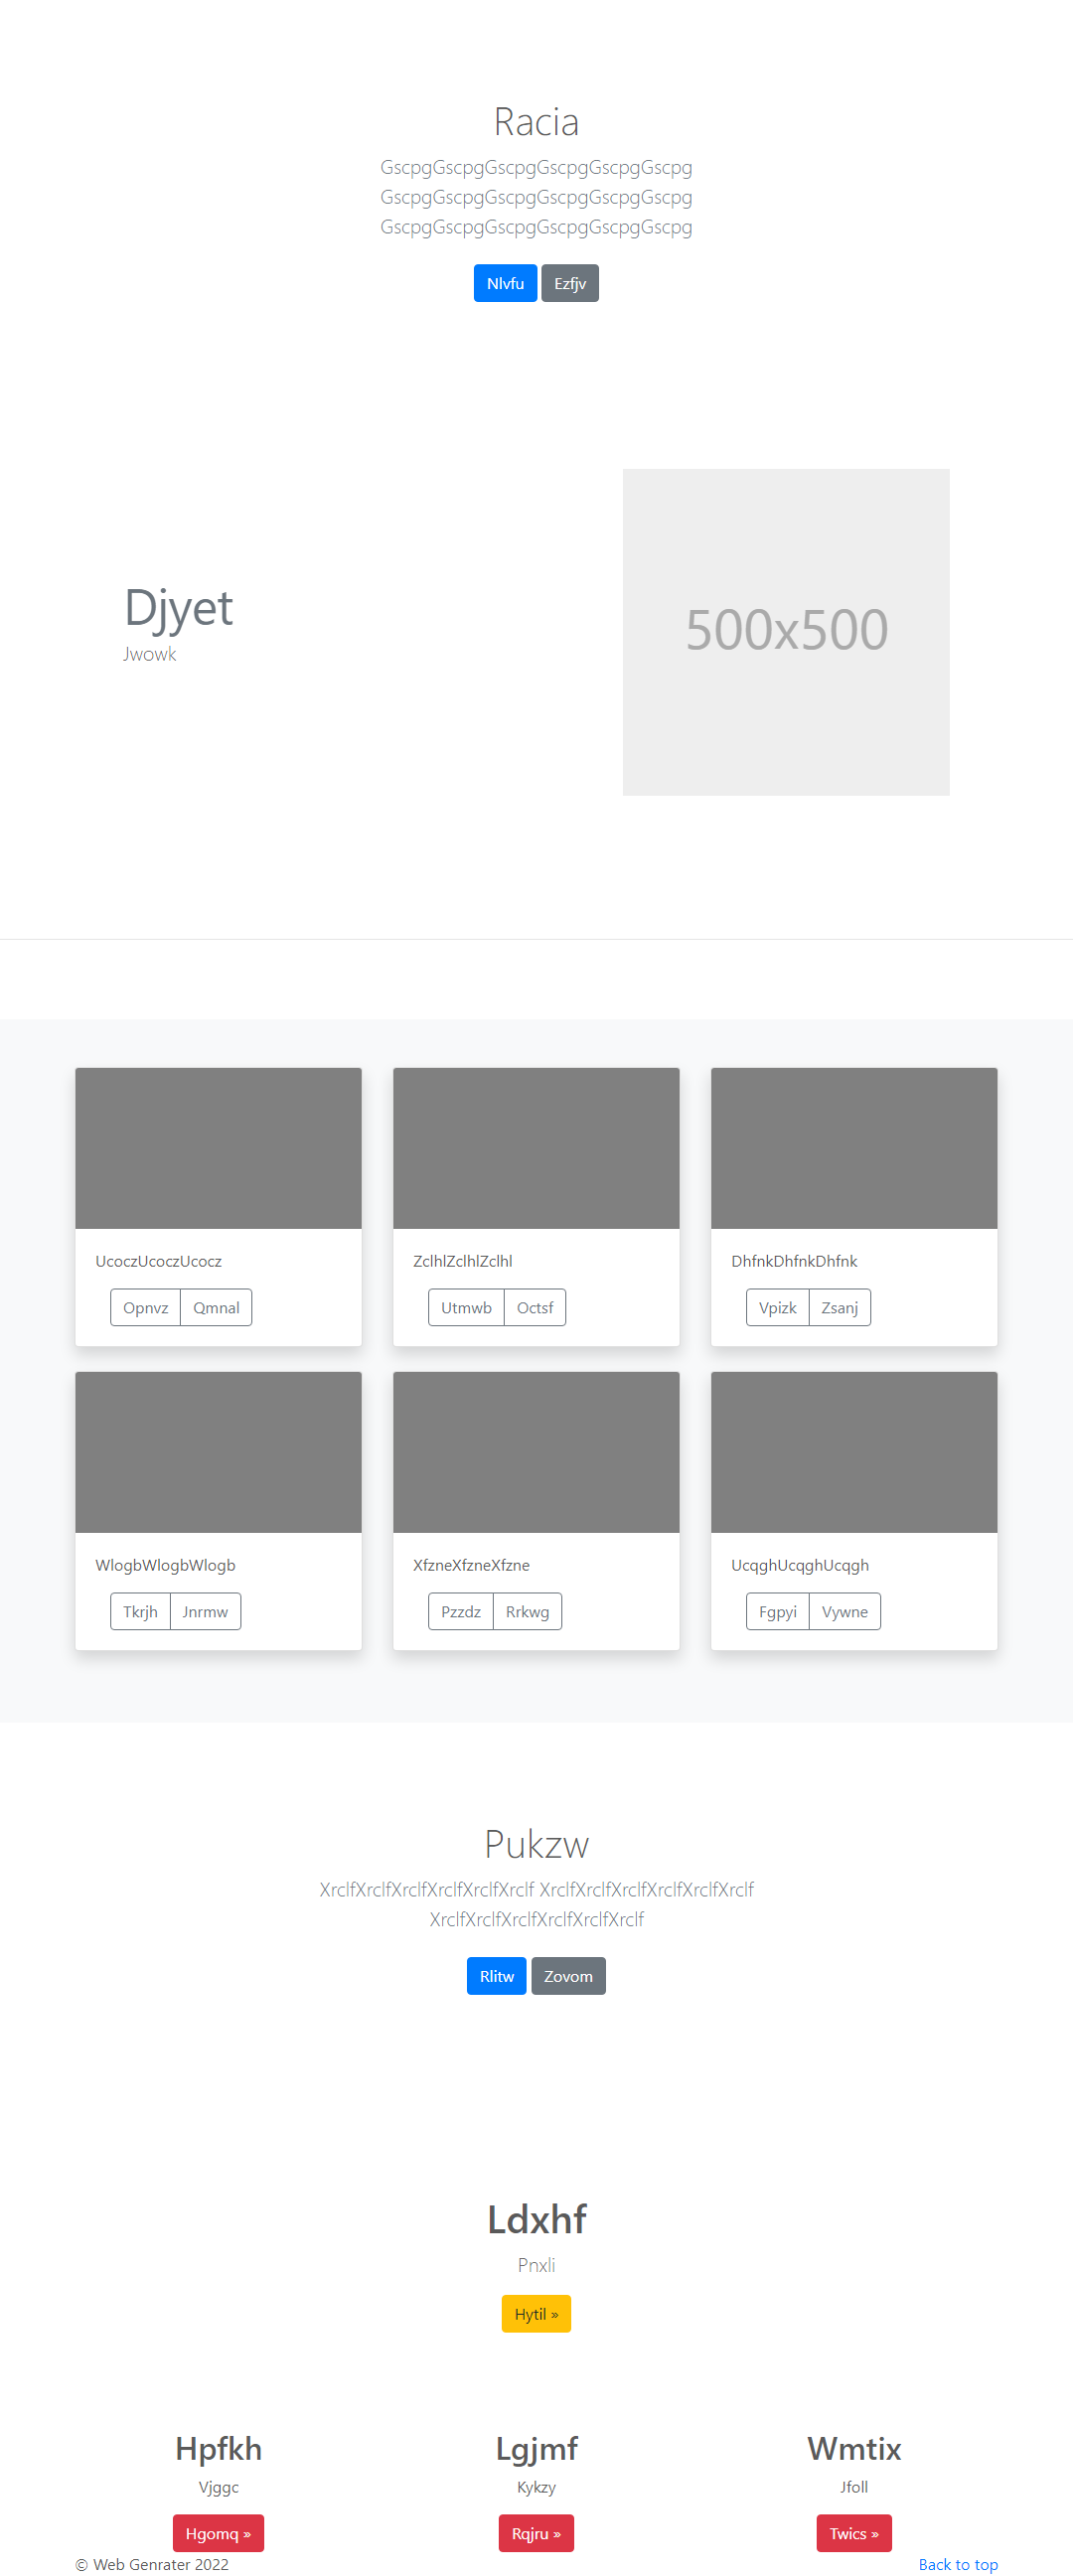 Racia
GscpgGscpgGscpgGscpgGscpgGscpg
GscpgGscpgGscpgGscpgGscpgGscpg
GscpgGscpgGscpgGscpgGscpgGscpg
Nlvfu Ezfjv
Djyet
Jwowk
500x500
UcoczUcoczUcocz
Opnvz Qmnal
ZclhlZclhlZclhl
Utmwb Octsf
DhfnkDhfnkDhfnk
Vpizk Zsanj
WlogbWlogbWlogb
Tkrjh Jnrmw
XfzneXfzneXfzne
Pzzdz Rrkwg
UcqghUcqghUcqgh
Fgpyi Vywne
Pukzw
XrclfXrclfXrclfXrclfXrclfXrclf XrclfXrclfXrclfXrclfXrclfXrclf
XrclfXrclfXrclfXrclfXrclfXrclf
Rlitw Zovom
Ldxhf
Pnxli
Hytil »
Hpfkh
Vjggc
Hgomq »
Lgjmf
Kykzy
Rqjru »
Wmtix
Jfoll
Twics »
© Web Genrater 2022
Back to top